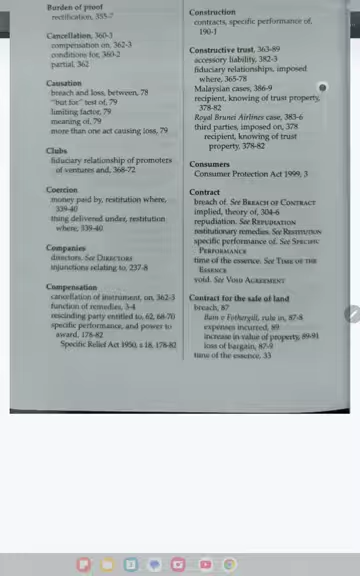 Burden of proof
rectification, 355-7
Cancellation, 360-3
compensation on, 362-3
conditions for, 360-2
partial, 362
Causation
breach and loss, between, 78
"but for" test of, 79
limiting factor, 79
meaning of, 79
more than one act causing loss, 79
Clubs
fiduciary relationship of promoters
of ventures and, 368-72
Coercion
money paid by, restitution where,
339-40
thing delivered under, restitution
where, 339-40
Companies
directors. See DIRECTORS
injunctions relating to, 237-8
Compensation
cancellation of instrument, on, 362-3
function of remedies, 3-4
rescinding party entitled to, 62, 68-70
specific performance, and power to
award, 178-82
Specific Relief Act 1950, s 18, 178-82
Construction
contracts, specific performance of,
190-1
Constructive trust, 363-89
accessory liability, 382-3
fiduciary relationships, imposed
where, 365-78
Malaysian cases, 386-9
recipient, knowing of trust property,
378-82
Royal Brunei Airlines case, 383-6
third parties, imposed on, 378
recipient, knowing of trust
property, 378-82
Consumers
Consumer Protection Act 1999, 3
Contract
breach of. See BREACH OF CONTRACT
implied, theory of, 304-6
repudiation. See REPUDIATION
restitutionary remedies. See RESTITUTION
specific performance of. See SPECIFIC
PERFORMANCE
time of the essence. See TIME OF THE
ESSENCE
void. See VOID AGREEMENT
Contract for the sale of land
breach, 87
Bain v Fothergill, rule in, 87-8
expenses incurred, 89
increase in value of property, 89-91
loss of bargain, 87-9
time of the essence, 33